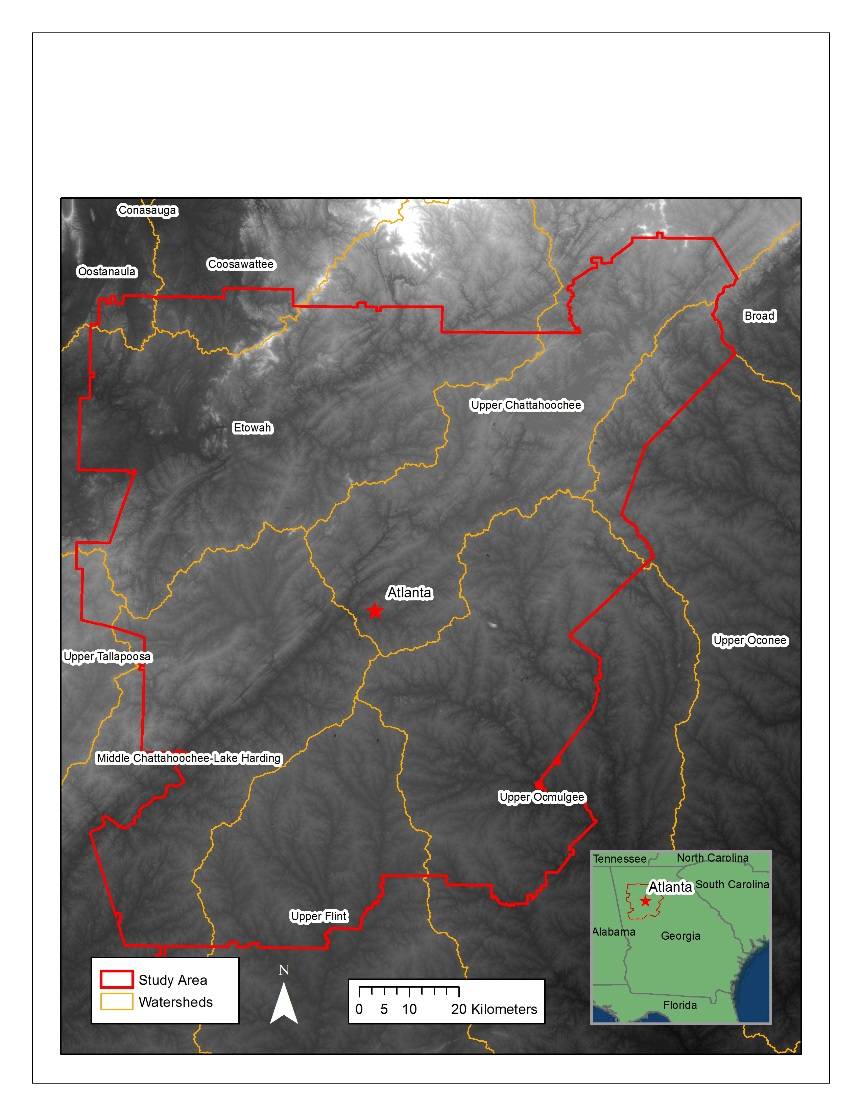 Conasauga
Coosawattee
Oostanaula
Broad
Upper Chattahoochee
Etowah
Atlanta
Upper Oconee
Upper Tallapoosa
Middle Chattahoochee-Lake Harding
Upper Ocmulgee
Upper Flint
Tennessee
North Carolina
South Carolina
Atlanta
Alabama
Georgia
Florida
Study Area
Watersheds
N
0 5 10 20 Kilometers